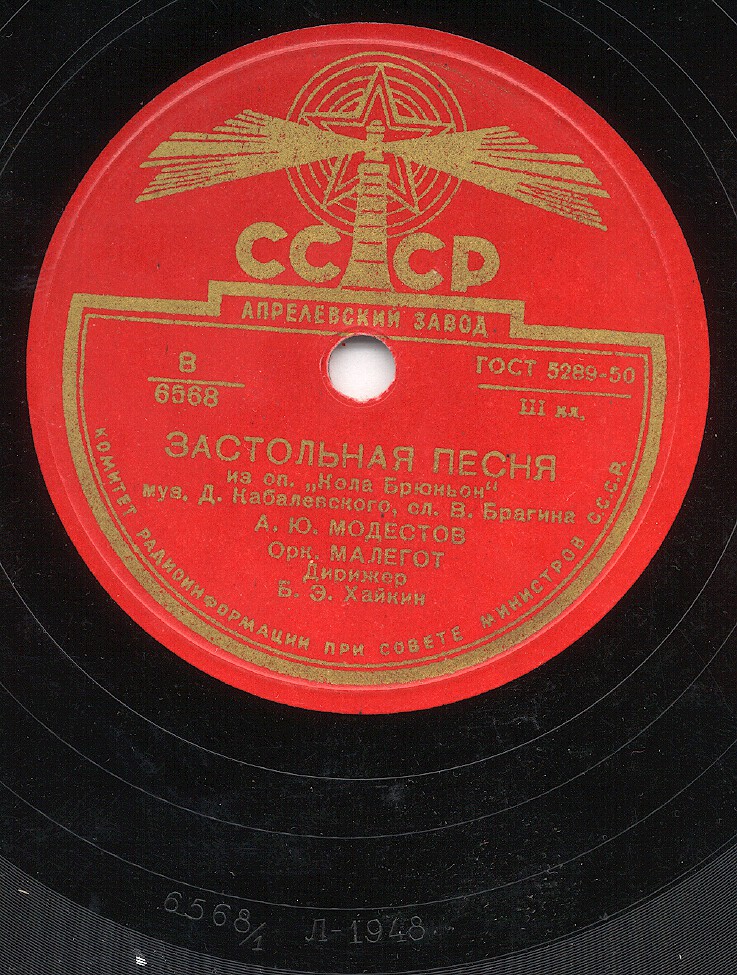 СССР
АПРЕЛЕВСКИЙ ЗАВОД
В
6568
ГОСТ 5289-50
III кл,
ЗАСТОЛЬНАЯ ПЕСНЯ
из оп. „Кола Брюньон“
муз. Д. Кабалевского, сл. В. Брагина
А. Ю. МОДЕСТОВ
Орк. МАЛЕГОТ
Дирижер
Б. Э. Хайкин
КОМИТЕТ РАДИОИНФОРМАЦИИ ПРИ СОВЕТЕ МИНИСТРОВ СССР.
6568/1 Л-1948